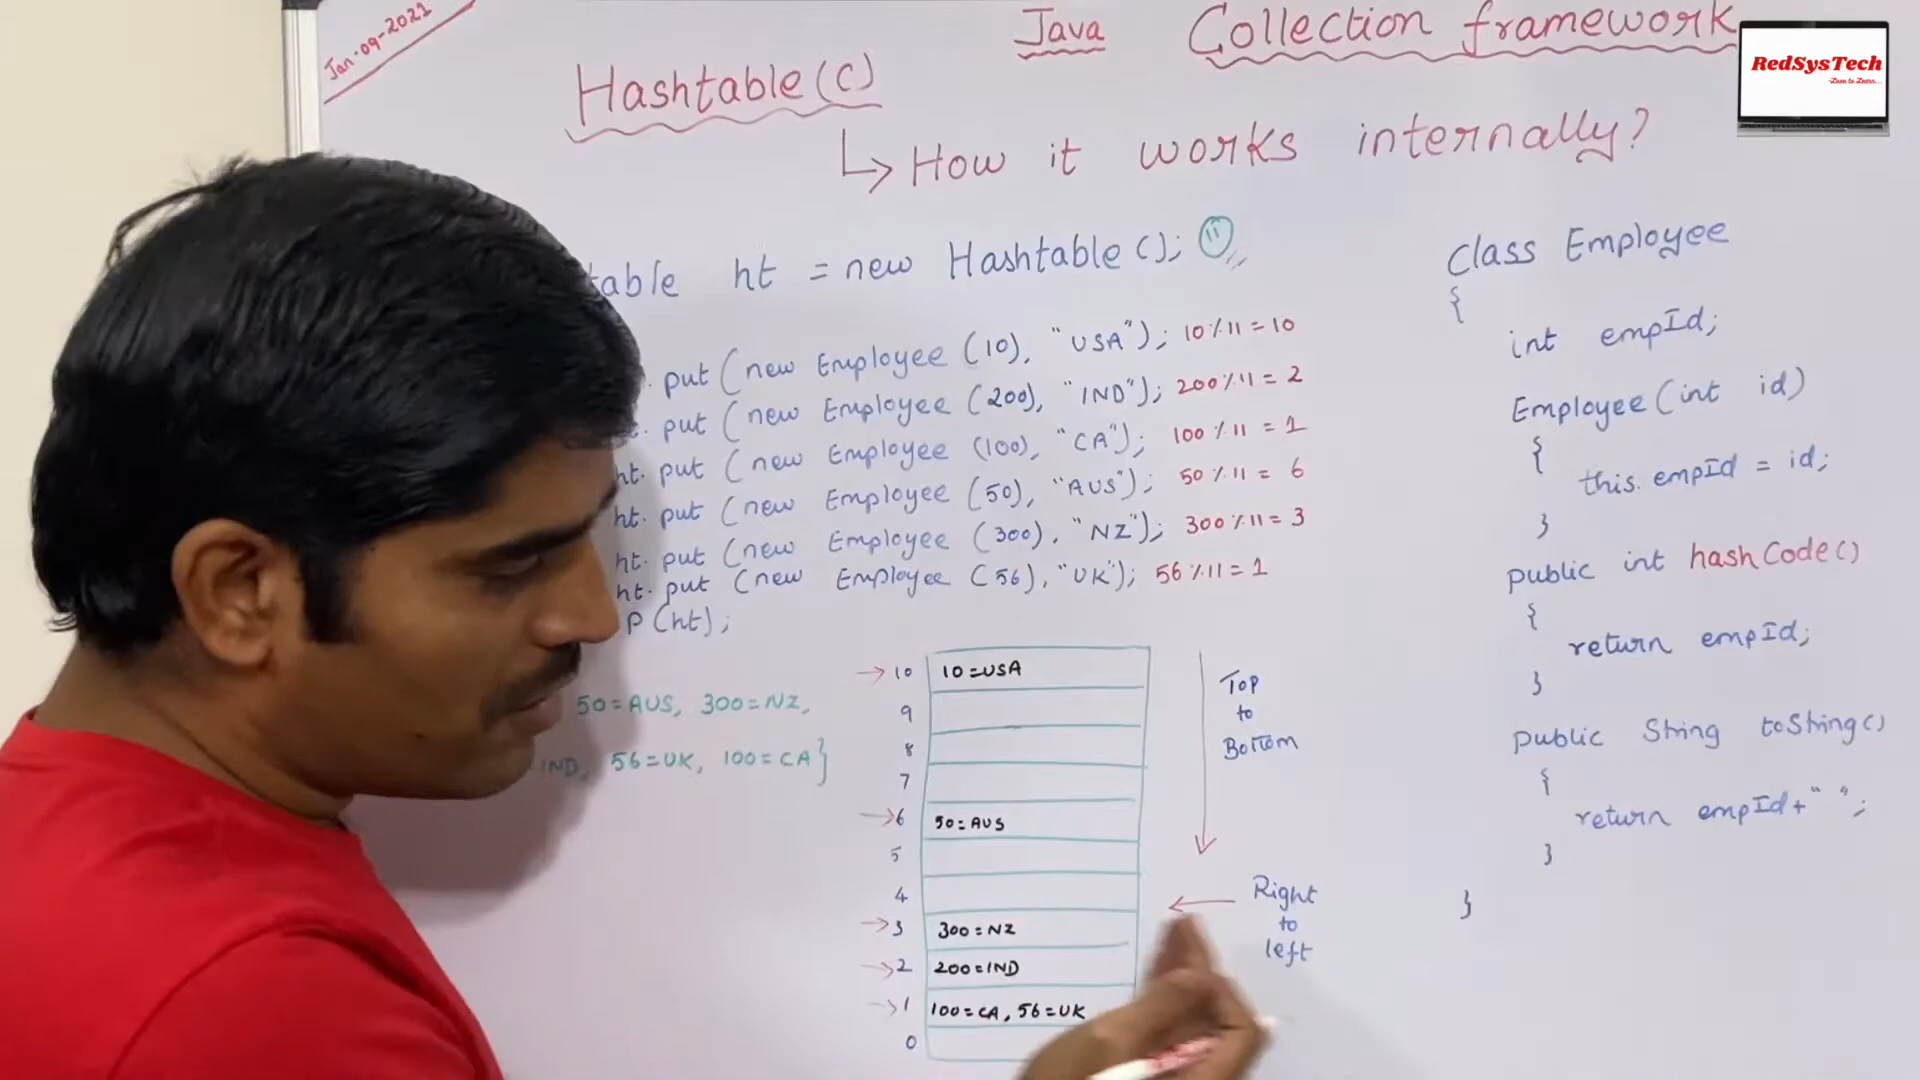 Jan-09-2021
Java Collection framework
RedSysTech
Hashtable(C)
↳ How it works internally?
table ht = new Hashtable();
put (new Employee (10), "USA"); 10%11=10
put (new Employee (200), "IND"); 200%11=2
ht. put (new Employee (100), "CA"); 100%11=1
ht. put (new Employee (50), "AUS"); 50%11=6
ht. put (new Employee (300), "NZ"); 300%11=3
ht. put (new Employee (56), "UK"); 56%11=1
P (ht);
50=AUS, 300=NZ,
IND, 56=UK, 100=CA}
→ 10 10=USA
9
8
7
→ 6 50=AUS
5
4
→ 3 300=NZ
→ 2 200=IND
→ 1 100=CA, 56=UK
0
Top
to
Bottom
Right
to
left
class Employee
{
int empId;
Employee(int id)
{
this.empId = id;
}
public int hashCode()
{
return empId;
}
public String toString()
{
return empId+" ";
}
}